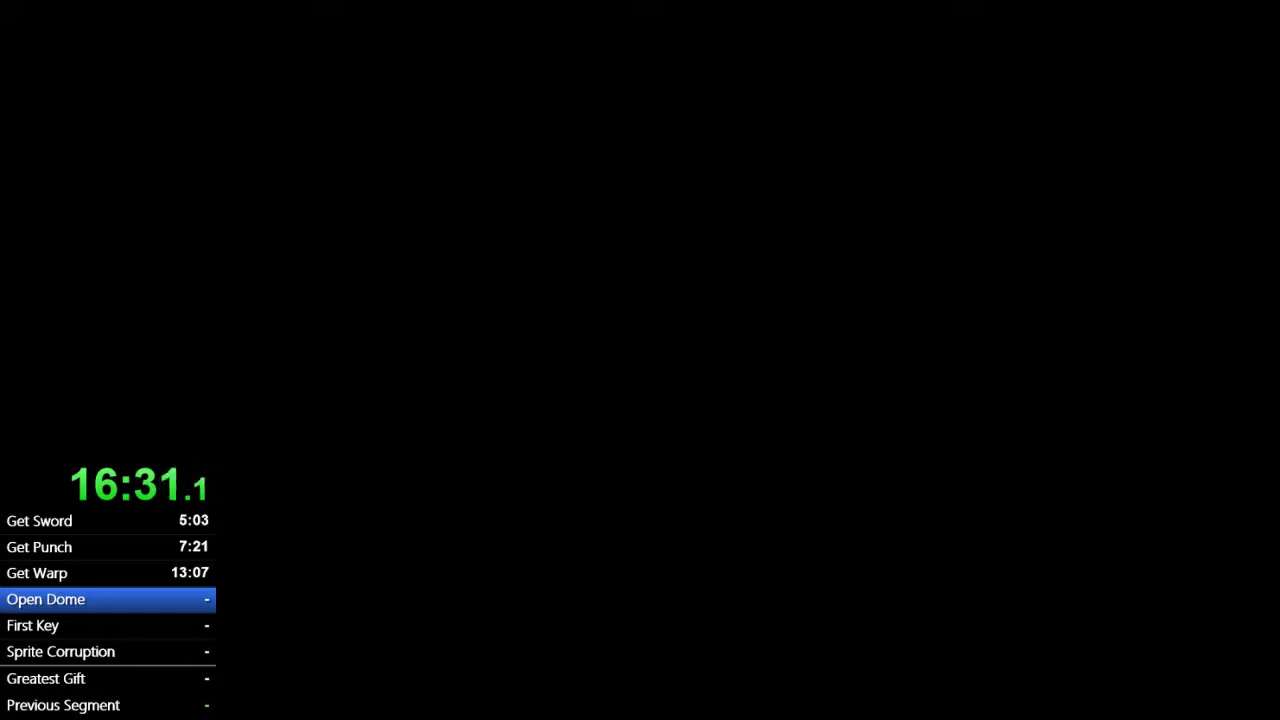 16:31.1
Get Sword 5:03
Get Punch 7:21
Get Warp 13:07
Open Dome -
First Key -
Sprite Corruption -
Greatest Gift -
Previous Segment -